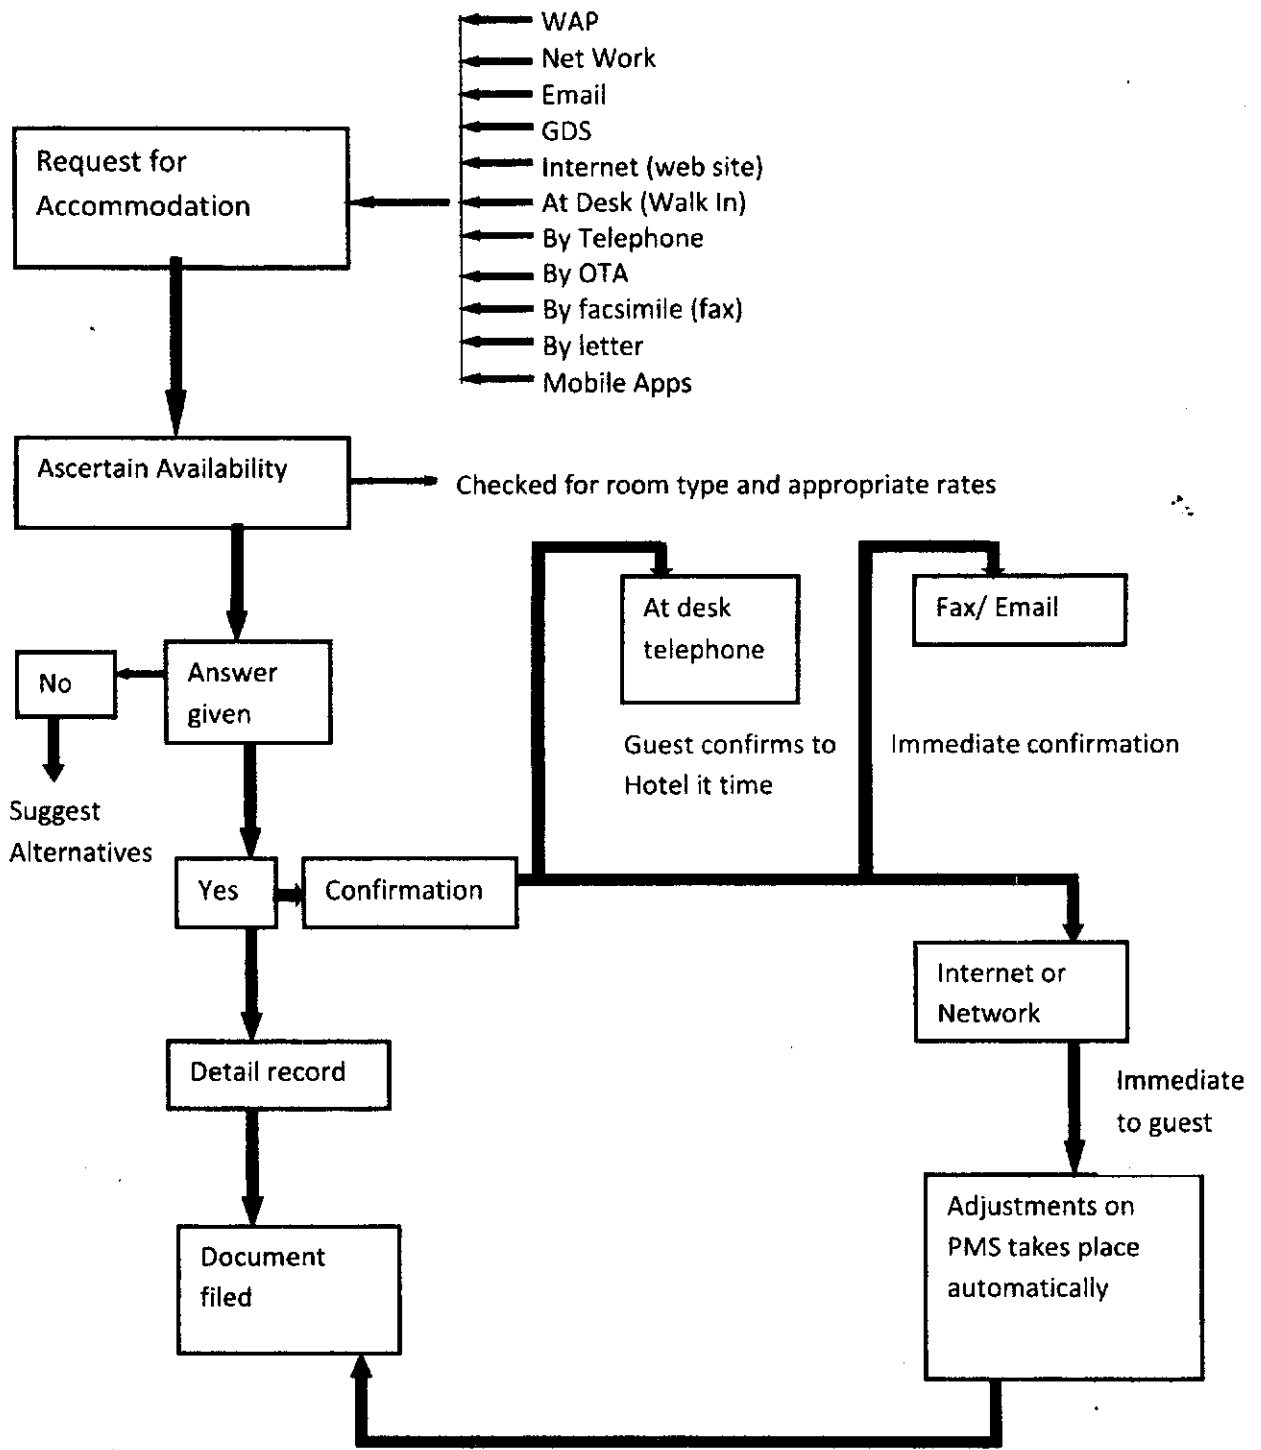 WAP
Net Work
Email
GDS
Internet (web site)
At Desk (Walk In)
By Telephone
By OTA
By facsimile (fax)
By letter
Mobile Apps
Request for
Accommodation
Ascertain Availability
Checked for room type and appropriate rates
At desk
telephone
Fax/ Email
Guest confirms to
Hotel it time
Immediate confirmation
Answer
given
No
Suggest
Alternatives
Yes
Confirmation
Internet or
Network
Immediate
to guest
Detail record
Adjustments on
PMS takes place
automatically
Document
filed